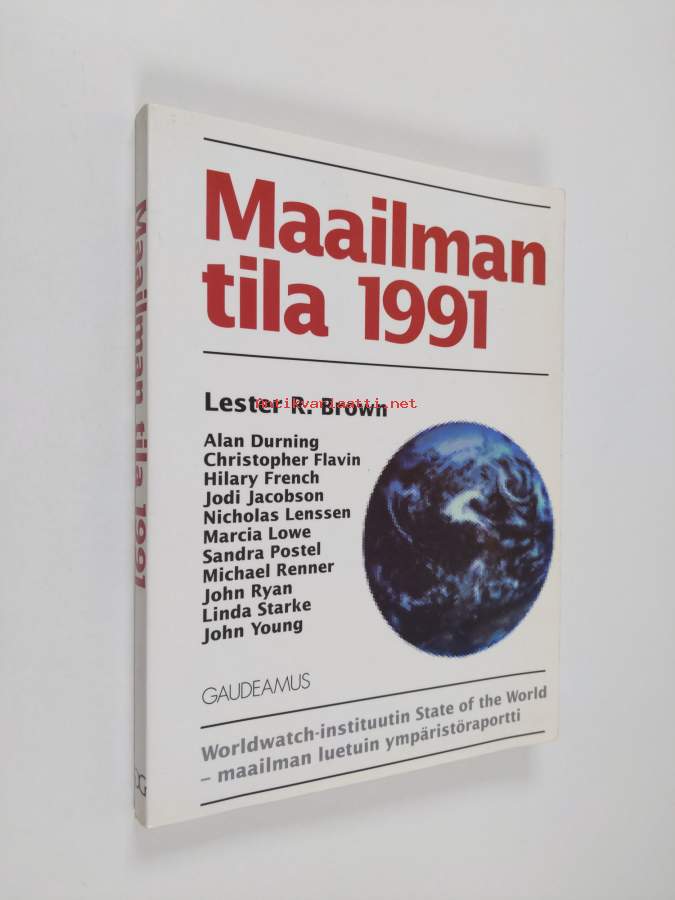 Maailman
tila 1991
Lester R. Brown
antikvariaatti.net
Alan Durning
Christopher Flavin
Hilary French
Jodi Jacobson
Nicholas Lenssen
Marcia Lowe
Sandra Postel
Michael Renner
John Ryan
Linda Starke
John Young
GAUDEAMUS
Worldwatch-instituutin State of the World
– maailman luetuin ympäristöraportti
Maailman tila 1991